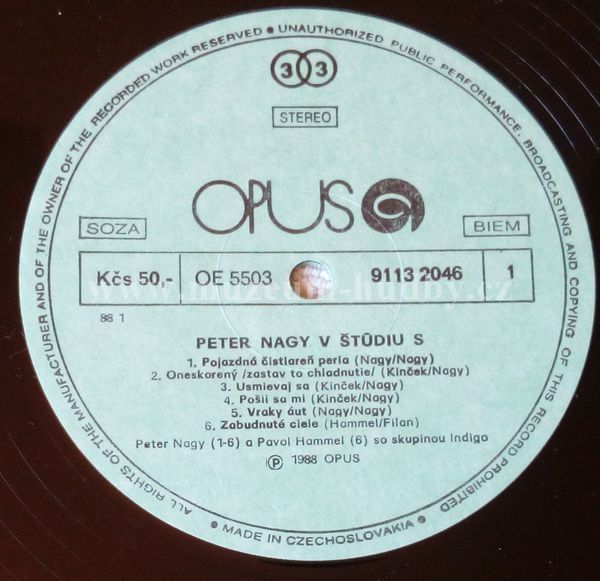 ALL RIGHTS OF THE MANUFACTURER AND OF THE OWNER OF THE RECORDED WORK RESERVED ● UNAUTHORIZED PUBLIC PERFORMANCE, BROADCASTING AND COPYING OF THIS RECORD PROHIBITED
33
STEREO
OPUS
SOZA
BIEM
Kčs 50,- OE 5503 9113 2046 1
www.muzeum-hudby.cz
88 1
PETER NAGY V ŠTÚDIU S
1. Pojazdná čistiareň peria (Nagy/Nagy)
2. Oneskorený /zastav to chladnutie/ (Kinček/Nagy)
3. Usmievaj sa (Kinček/Nagy)
4. Pošli sa mi (Kinček/Nagy)
5. Vraky áut (Nagy/Nagy)
6. Zabudnuté ciele (Hammel/Filan)
Peter Nagy (1-6) a Pavol Hammel (6) so skupinou Indigo
Ⓟ 1988 OPUS
● MADE IN CZECHOSLOVAKIA ●